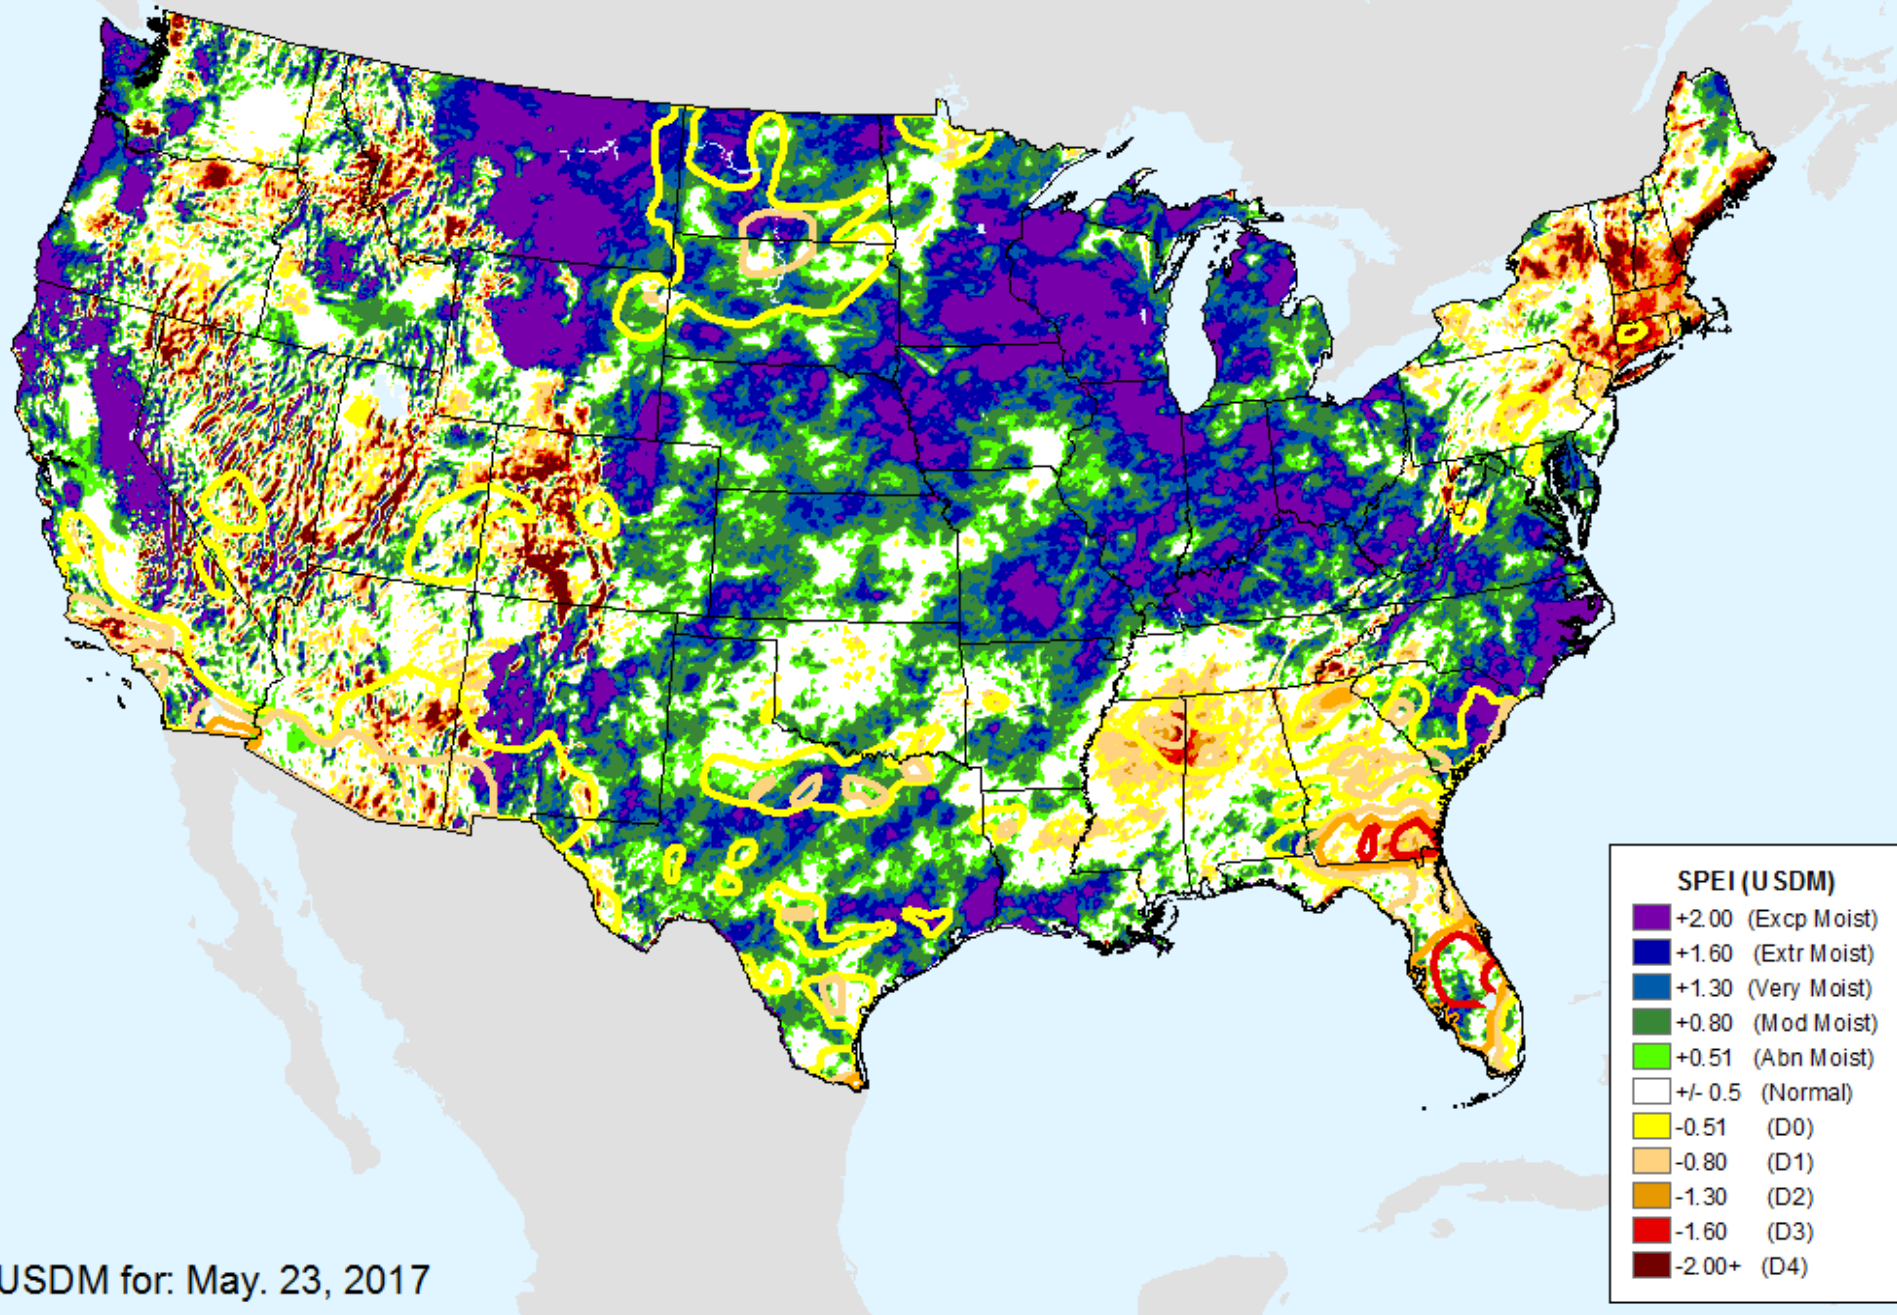 SPEI (USDM)
+2.00 (Excp Moist)
+1.60 (Extr Moist)
+1.30 (Very Moist)
+0.80 (Mod Moist)
+0.51 (Abn Moist)
+/- 0.5 (Normal)
-0.51 (D0)
-0.80 (D1)
-1.30 (D2)
-1.60 (D3)
-2.00+ (D4)
USDM for: May. 23, 2017